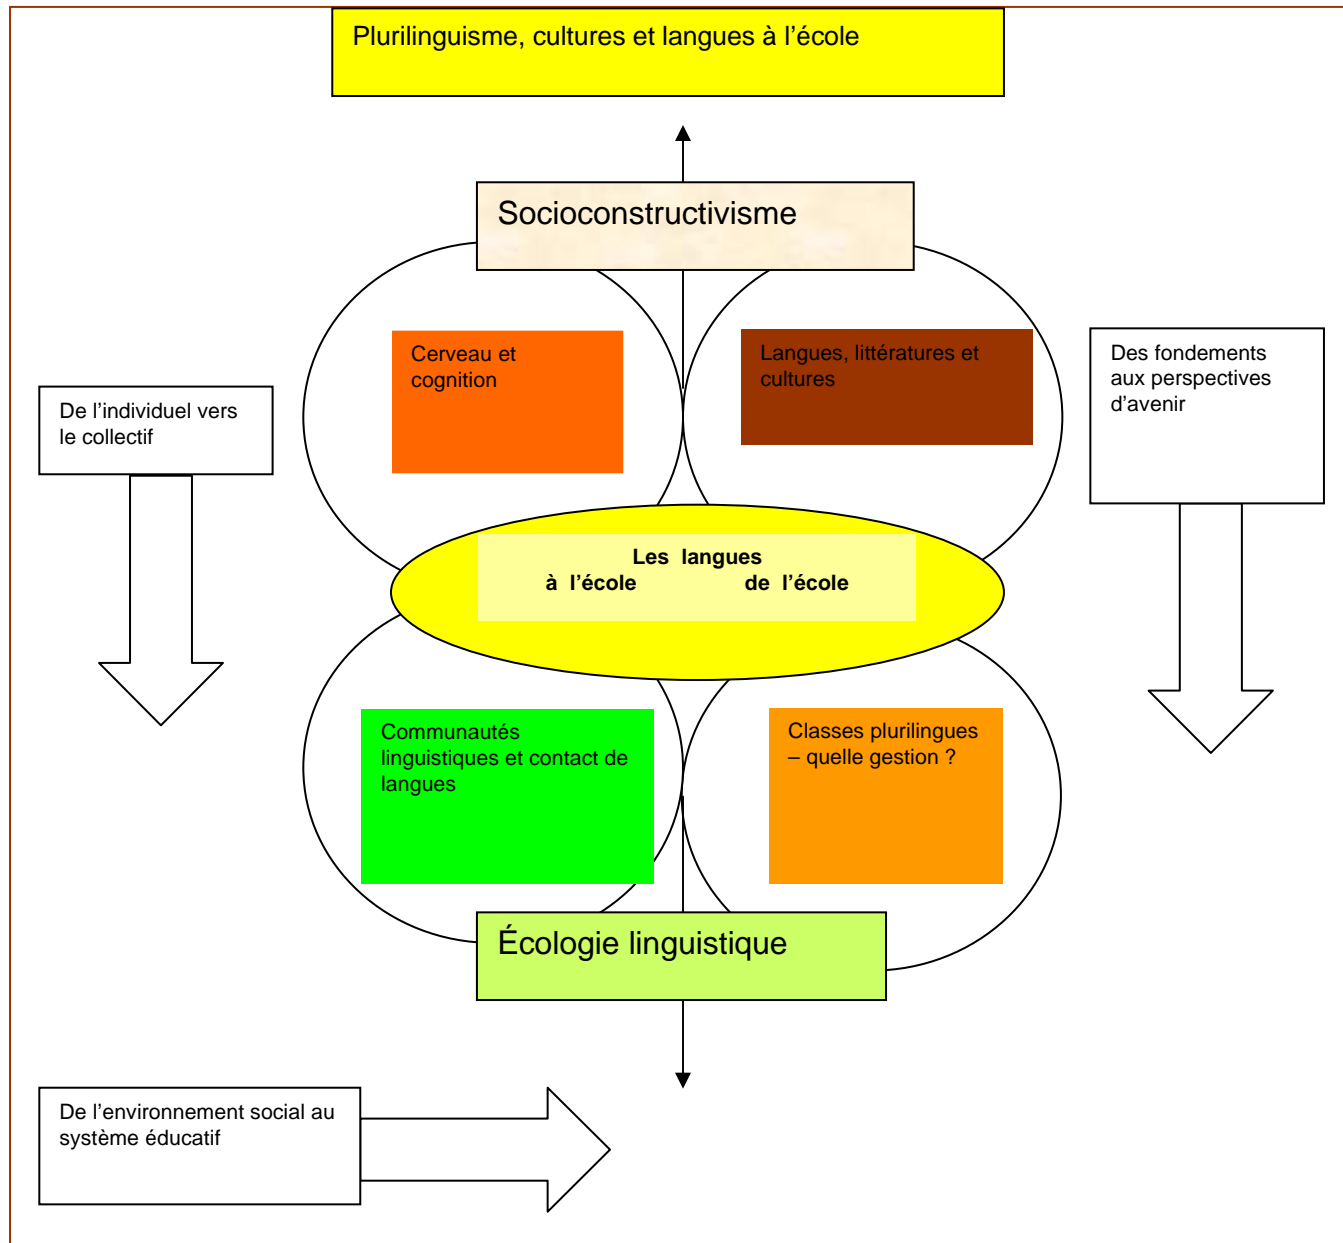 Plurilinguisme, cultures et langues à l’école
Socioconstructivisme
Cerveau et
cognition
Langues, littératures et
cultures
Des fondements
aux perspectives
d’avenir
De l’individuel vers
le collectif
Les langues
à l’école de l’école
Communautés
linguistiques et contact de
langues
Classes plurilingues
– quelle gestion ?
Écologie linguistique
De l’environnement social au
système éducatif